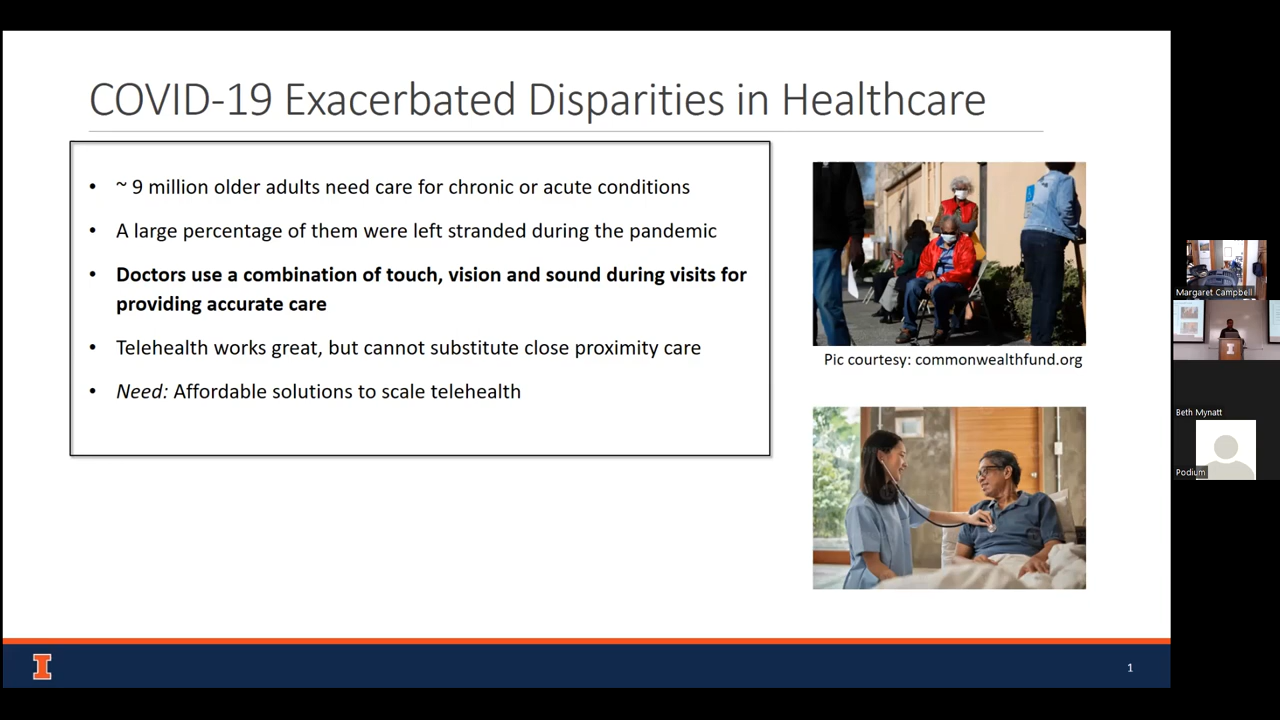 COVID-19 Exacerbated Disparities in Healthcare
• ~ 9 million older adults need care for chronic or acute conditions
• A large percentage of them were left stranded during the pandemic
• Doctors use a combination of touch, vision and sound during visits for
providing accurate care
• Telehealth works great, but cannot substitute close proximity care
• Need: Affordable solutions to scale telehealth
Pic courtesy: commonwealthfund.org
I
1
Margaret Campbell
I
Beth Mynatt
Podium